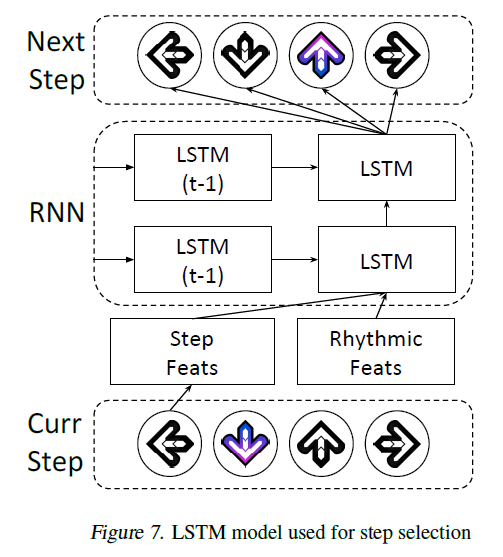 Next
Step
LSTM
(t-1)
LSTM
RNN
LSTM
(t-1)
LSTM
Step
Feats
Rhythmic
Feats
Curr
Step
Figure 7. LSTM model used for step selection